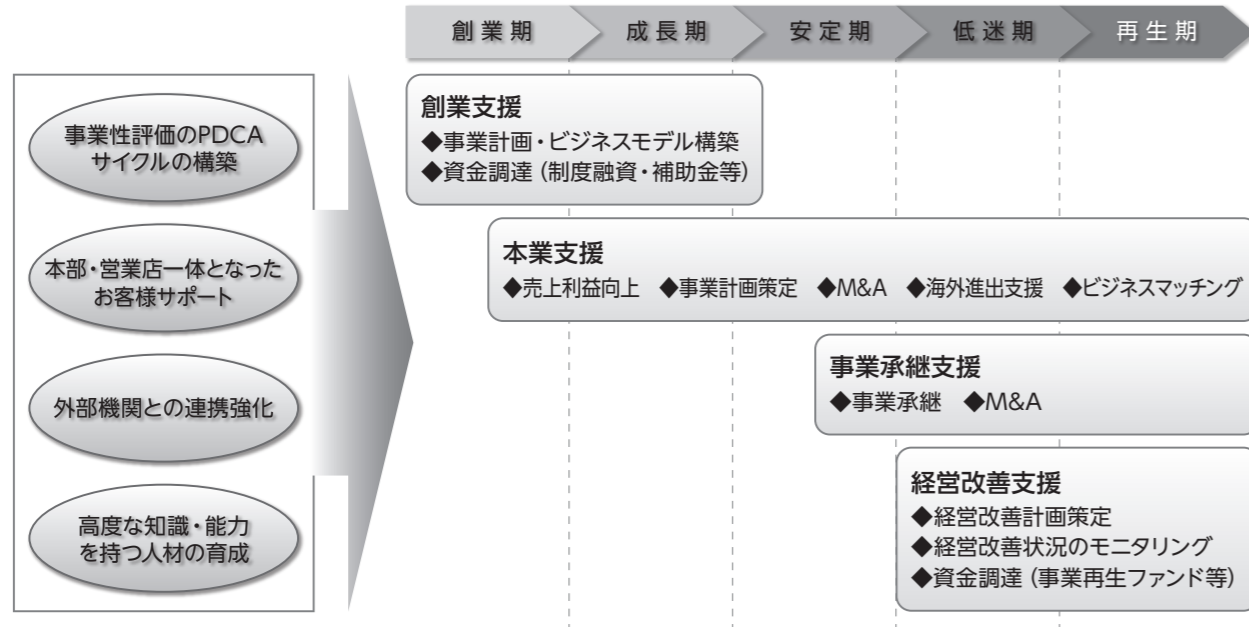 創業期
成長期
安定期
低迷期
再生期
事業性評価のPDCA
サイクルの構築
本部・営業店一体となった
お客様サポート
外部機関との連携強化
高度な知識・能力
を持つ人材の育成
創業支援
◆事業計画・ビジネスモデル構築
◆資金調達（制度融資・補助金等）
本業支援
◆売上利益向上 ◆事業計画策定 ◆M&A ◆海外進出支援 ◆ビジネスマッチング
事業承継支援
◆事業承継 ◆M&A
経営改善支援
◆経営改善計画策定
◆経営改善状況のモニタリング
◆資金調達（事業再生ファンド等）